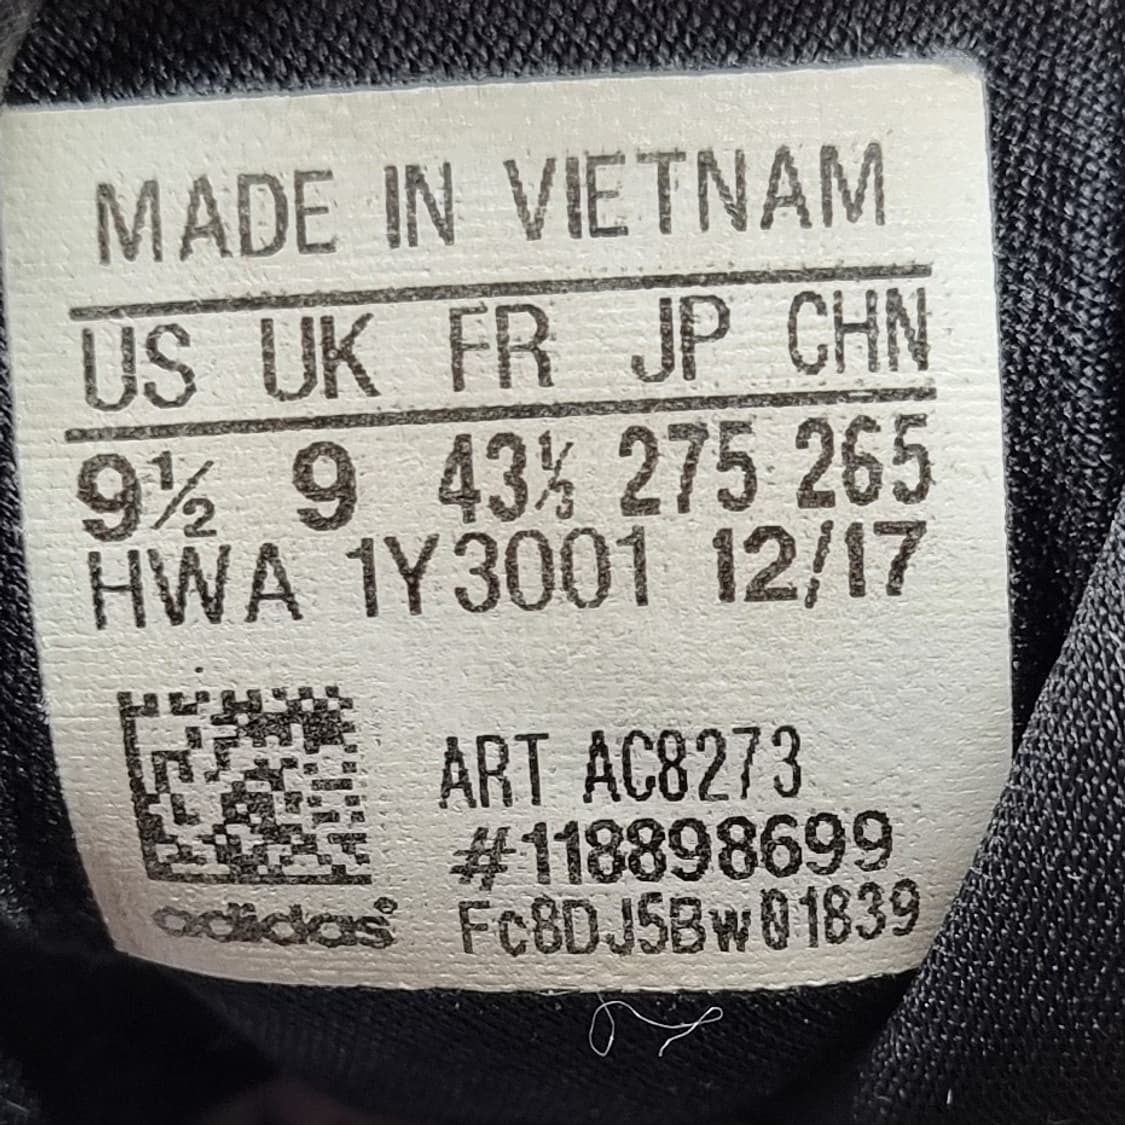 MADE IN VIETNAM
US UK FR JP CHN
9½ 9 43⅓ 275 265
HWA 1Y3001 12/17
ART AC8273
#118898699
Fc8DJ5Bw01839
adidas®